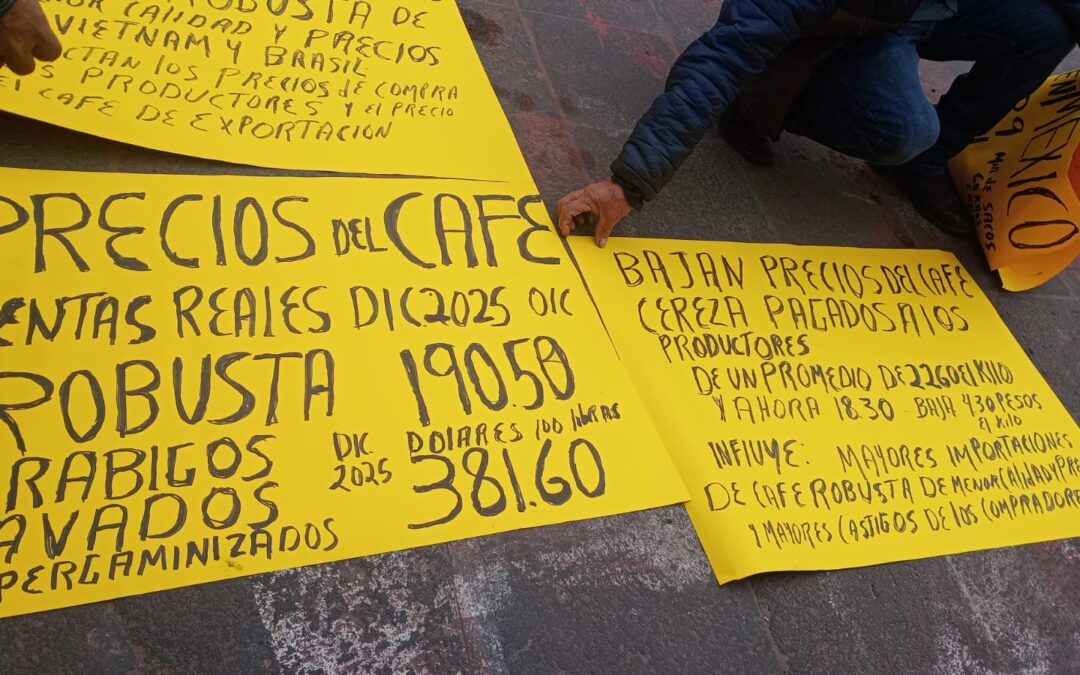 ROBUSTA DE
CALIDAD Y PRECIOS
VIETNAM Y BRASIL
LOS PRECIOS DE COMPRA
PRODUCTORES Y EL PRECIO
CAFE DE EXPORTACION
PRECIOS DEL CAFE
ENTAS REALES DIC.2025 OIC
ROBUSTA 190.50
DOLARES 100 libRAS
RABIGOS DIC. 2025 381.60
AVADOS
PERGAMINIZADOS
BAJAN PRECIOS DEL CAFE
CEREZA PAGADOS A LOS
PRODUCTORES
DE UN PROMEDIO DE 22.60 El KILO
Y AHORA 18.30 - BAJA 4.30 PESOS
El KILO
INFLUYE: MAYORES IMPORTACIONES
DE CAFE ROBUSTA DE MENOR CAlidAD y PRE
Y MAYORES CASTIGOS DE LOS COMPRADORE
EN MEXICO
DE SACOS